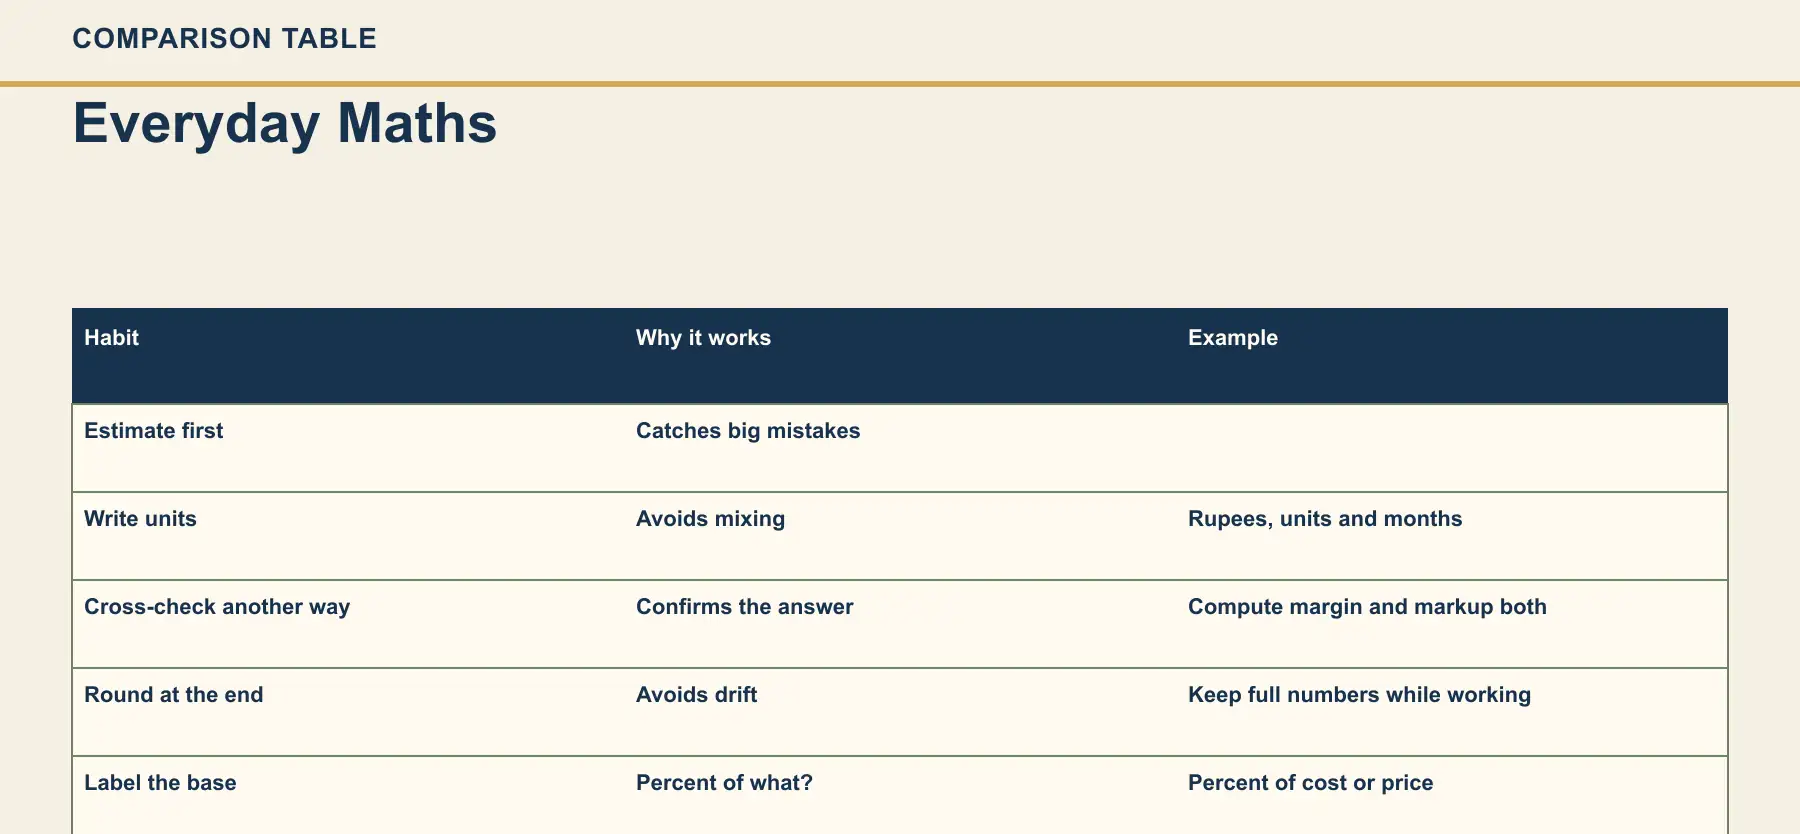 COMPARISON TABLE
Everyday Maths
Habit Why it works Example
Estimate first Catches big mistakes
Write units Avoids mixing Rupees, units and months
Cross-check another way Confirms the answer Compute margin and markup both
Round at the end Avoids drift Keep full numbers while working
Label the base Percent of what? Percent of cost or price